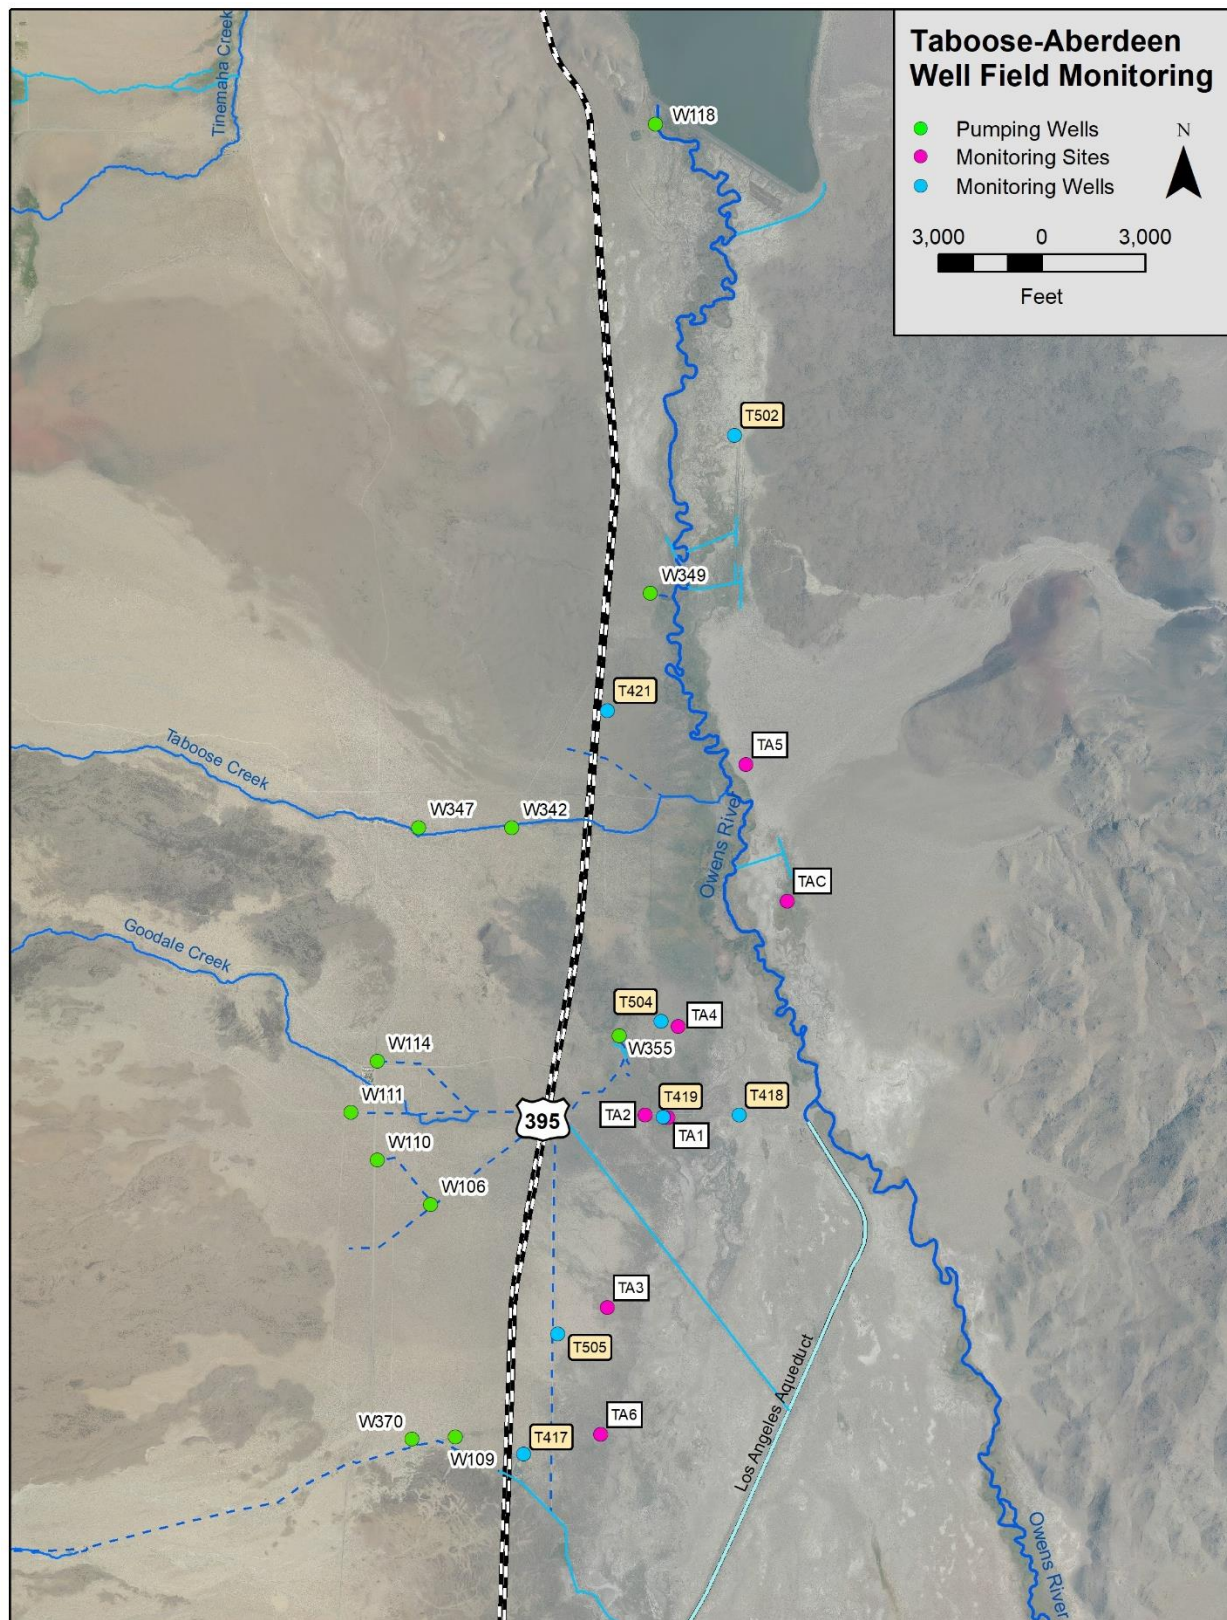 Taboose-Aberdeen
Well Field Monitoring
Pumping Wells
Monitoring Sites
Monitoring Wells
N
3,000 0 3,000
Feet
Tinemaha Creek
W118
T502
W349
T421
TA5
Taboose Creek
W347
W342
Owens River
TAC
Goodale Creek
T504
TA4
W355
W114
W111
395
TA2
T419
TA1
T418
W110
W106
TA3
T505
Los Angeles Aqueduct
TA6
W370
W109
T417
Owens River